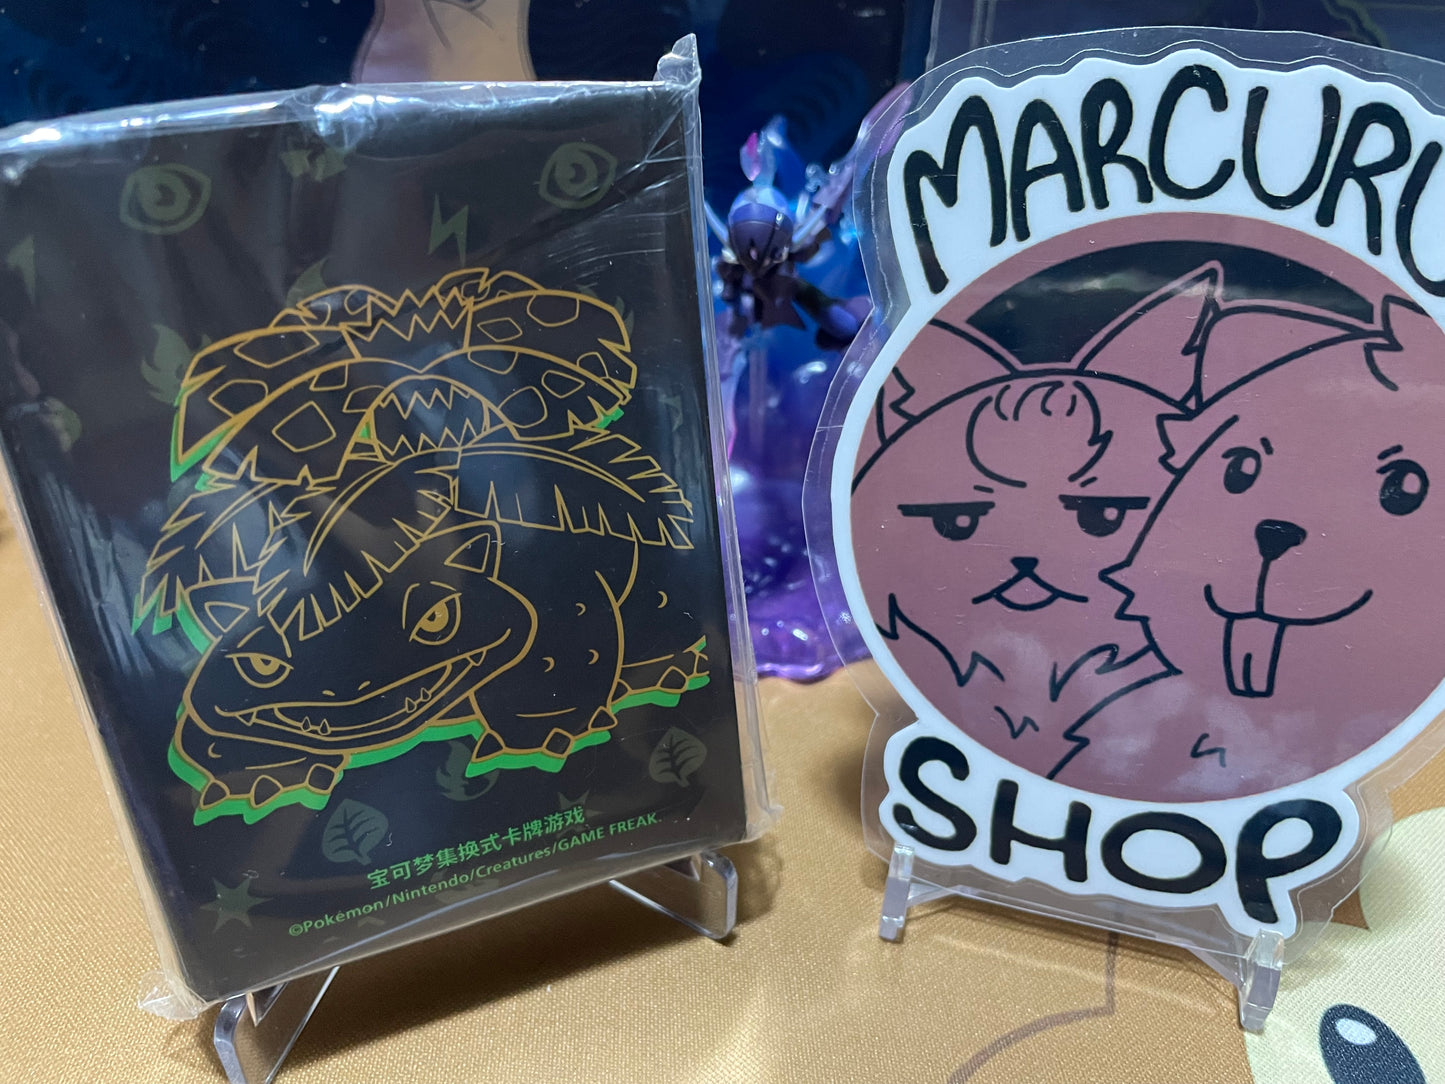 宝可梦集换式卡牌游戏
©Pokémon/Nintendo/Creatures/GAME FREAK.
MARCURU
SHOP